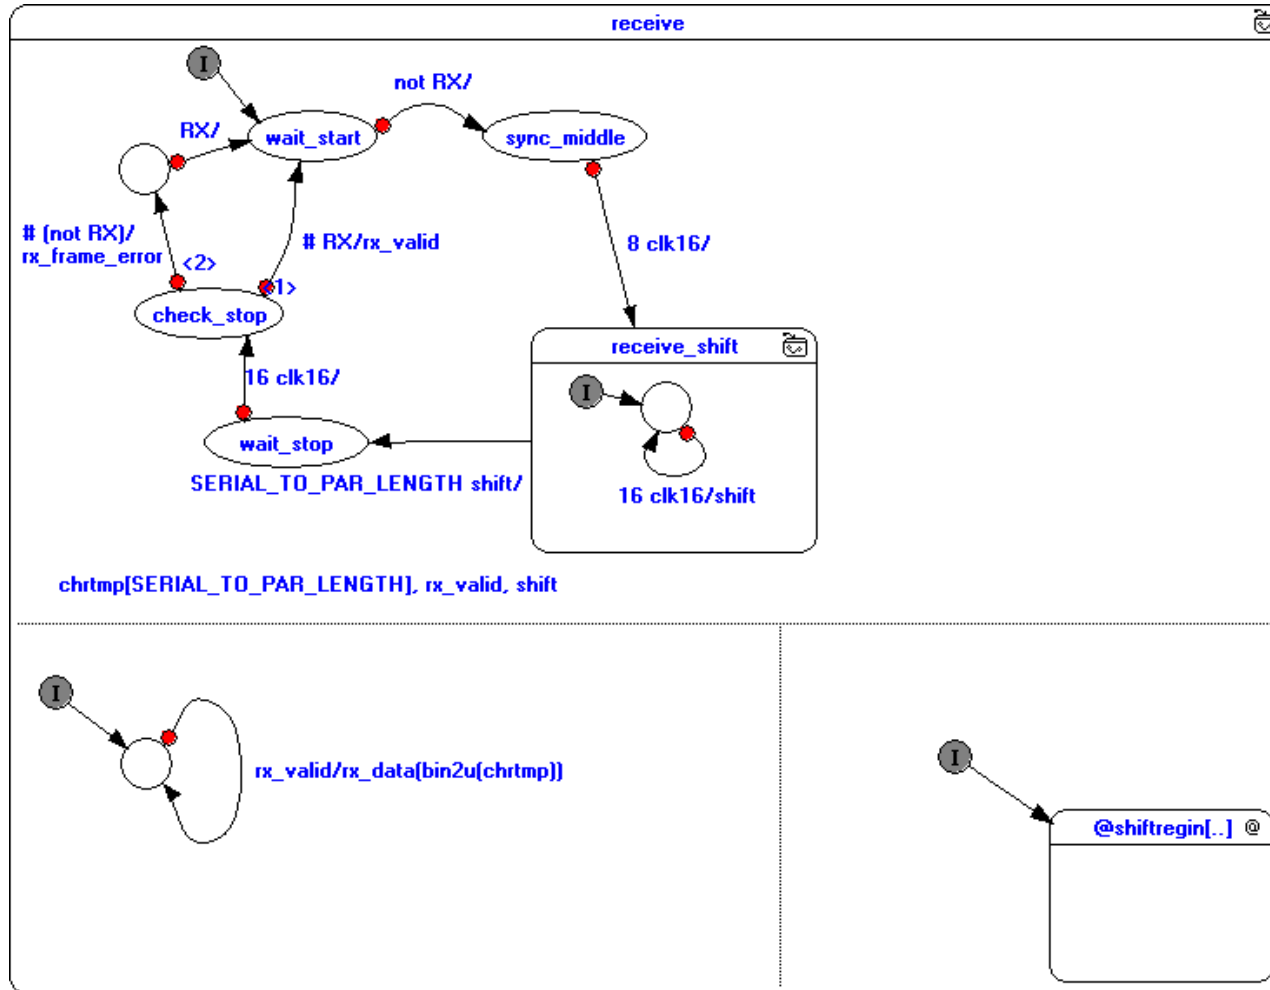 receive
I
not RX/
RX/
wait_start
sync_middle
# (not RX)/
rx_frame_error
# RX/rx_valid
8 clk16/
<2>
<1>
check_stop
receive_shift
16 clk16/
I
wait_stop
SERIAL_TO_PAR_LENGTH shift/
16 clk16/shift
chrtmp[SERIAL_TO_PAR_LENGTH], rx_valid, shift
I
rx_valid/rx_data(bin2u(chrtmp))
I
@shiftregin[..] @